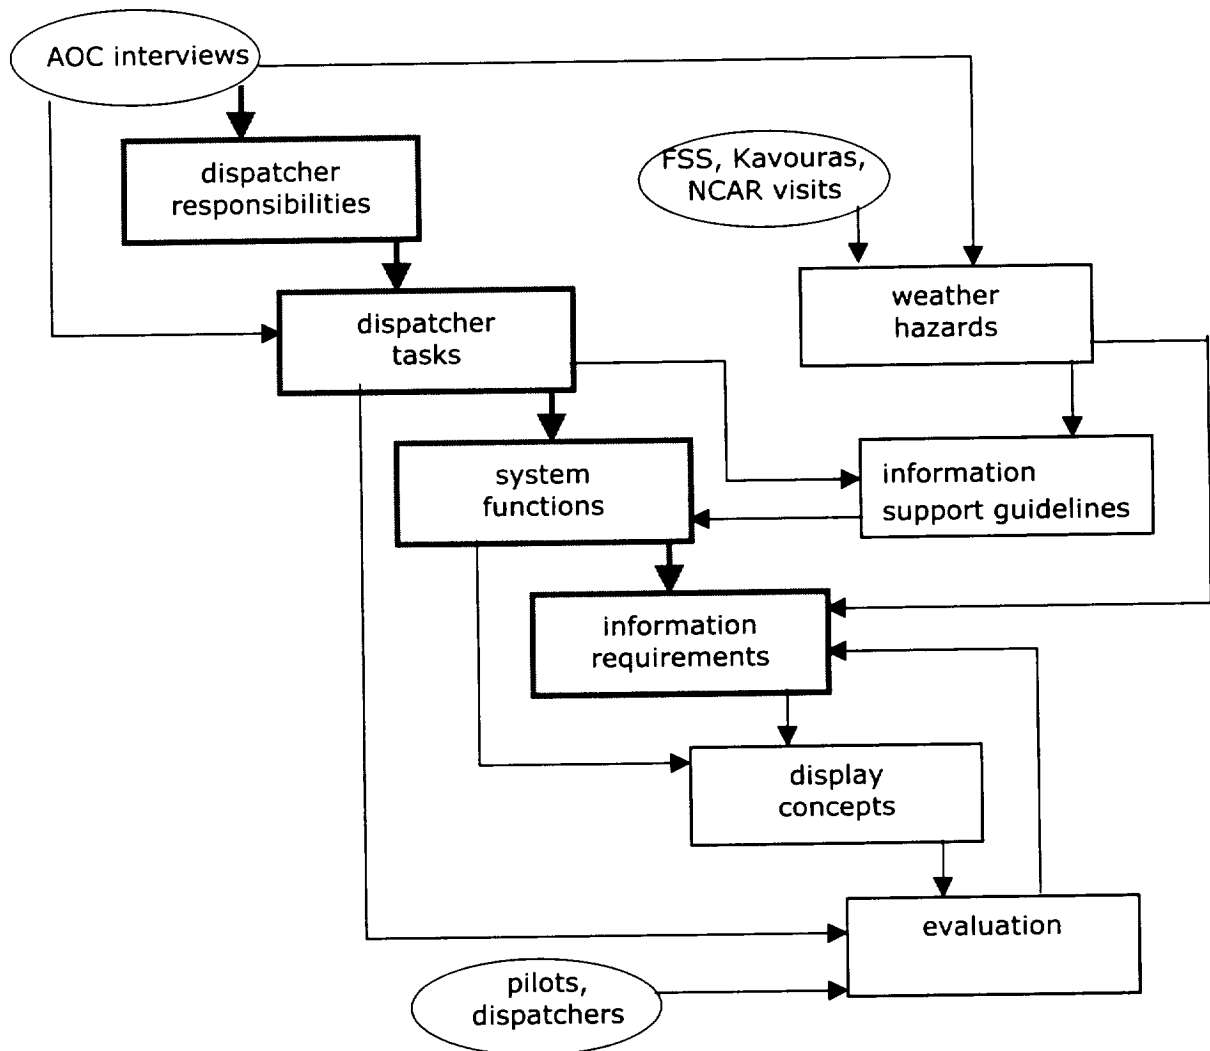 AOC interviews
dispatcher
responsibilities
FSS, Kavouras,
NCAR visits
weather
hazards
dispatcher
tasks
system
functions
information
support guidelines
information
requirements
display
concepts
evaluation
pilots,
dispatchers